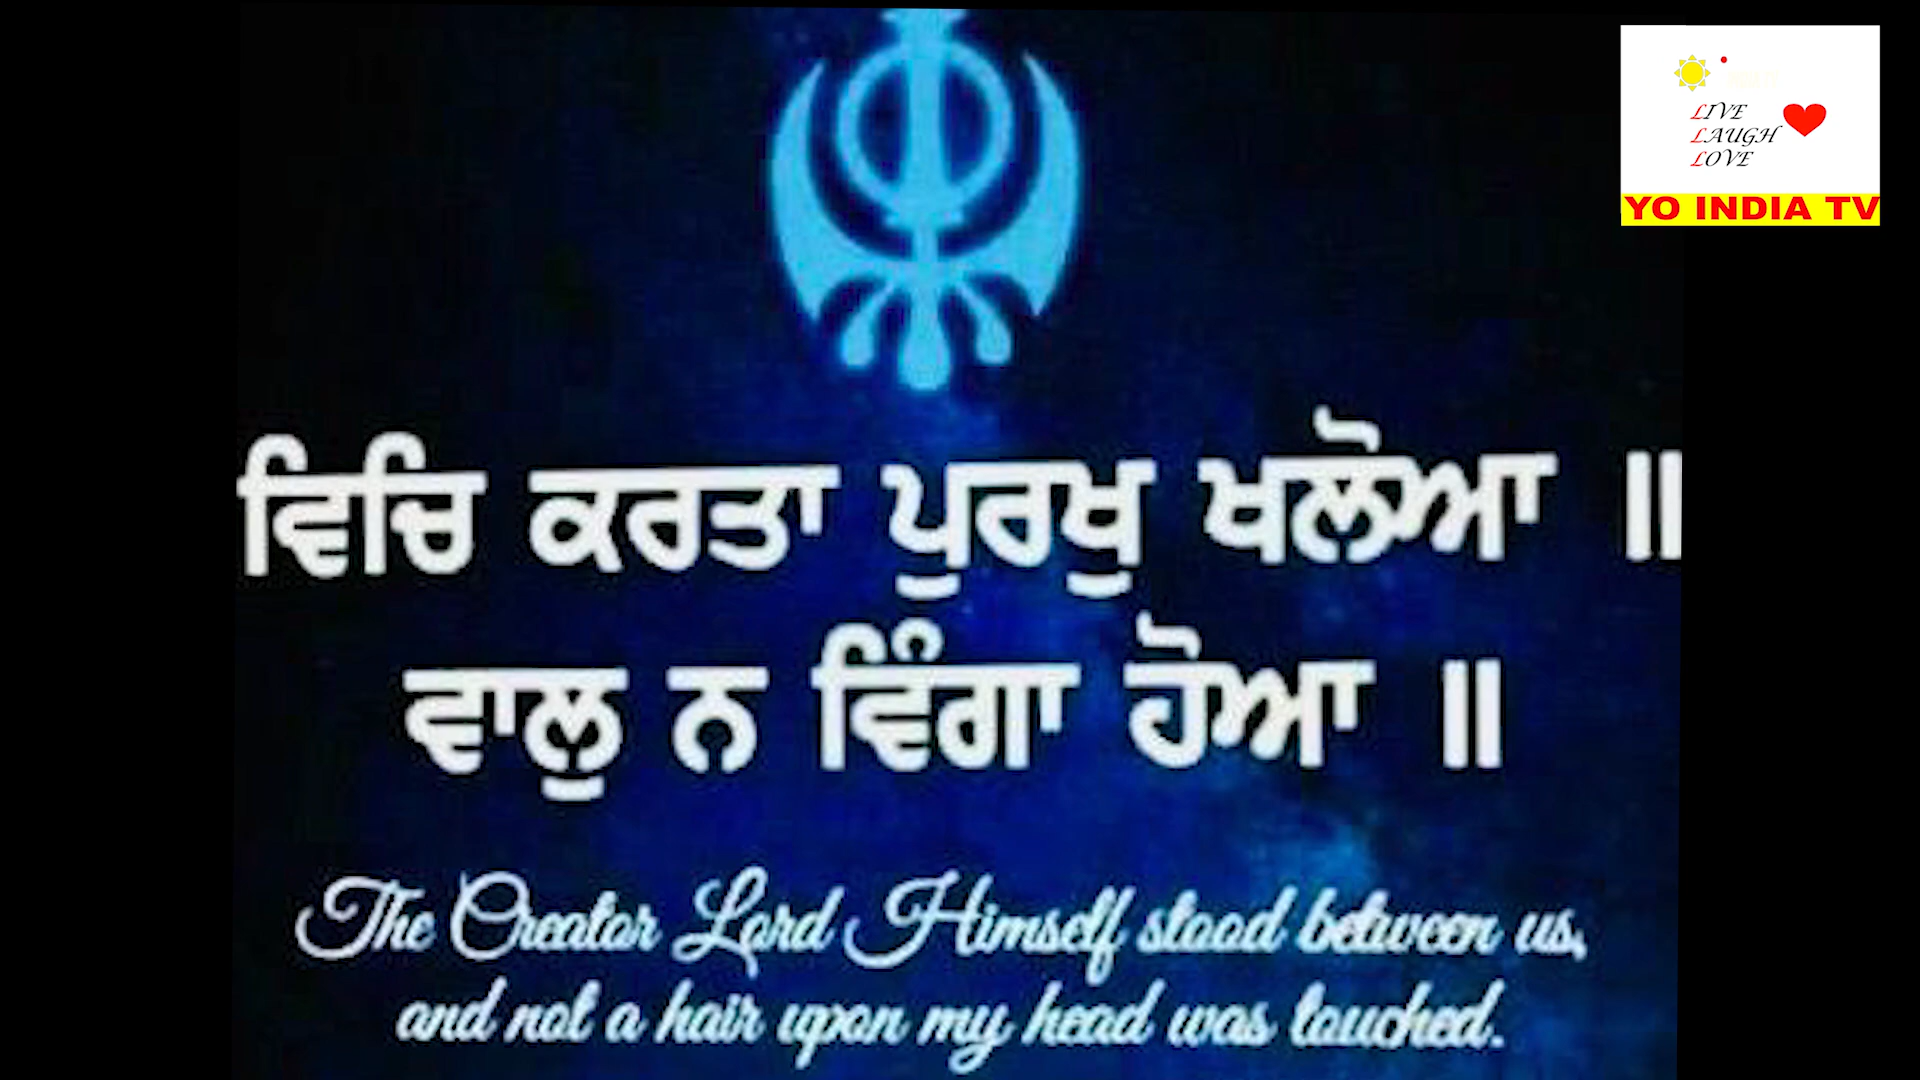 LIVE
LAUGH
LOVE
YO INDIA TV
ਵਿਚਿ ਕਰਤਾ ਪੁਰਖੁ ਖਲੋਆ ॥
ਵਾਲੁ ਨ ਵਿੰਗਾ ਹੋਆ ॥
The Creator Lord Himself stood between us,
and not a hair upon my head was touched.